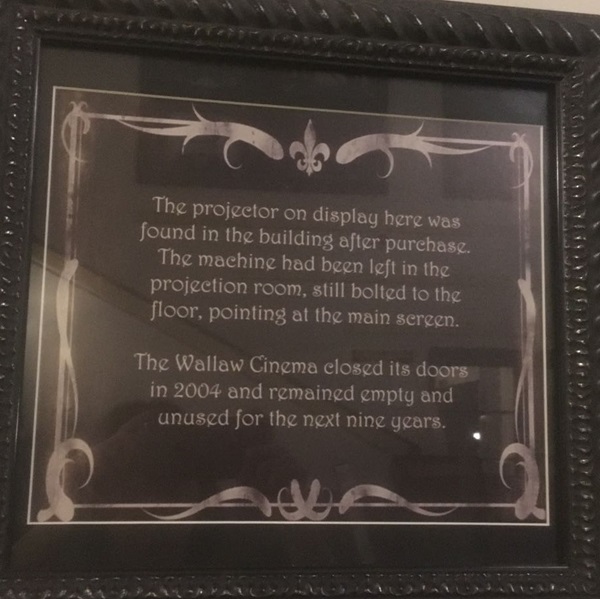 The projector on display here was
found in the building after purchase.
The machine had been left in the
projection room, still bolted to the
floor, pointing at the main screen.
The Wallaw Cinema closed its doors
in 2004 and remained empty and
unused for the next nine years.